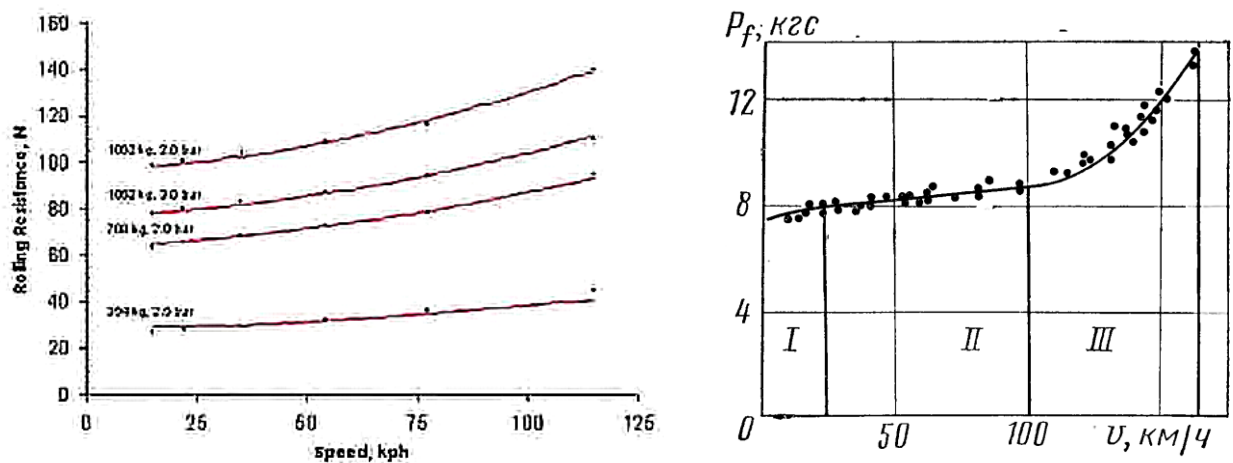 160
140
120
100
80
60
40
20
0
0 25 50 75 100 125
Rolling Resistance, N
Speed, kph
2.0 bar
3.0 bar
2.0 bar
2.0 bar
P_f, кгс
12
8
4
0
I II III
50 100 υ, км/ч